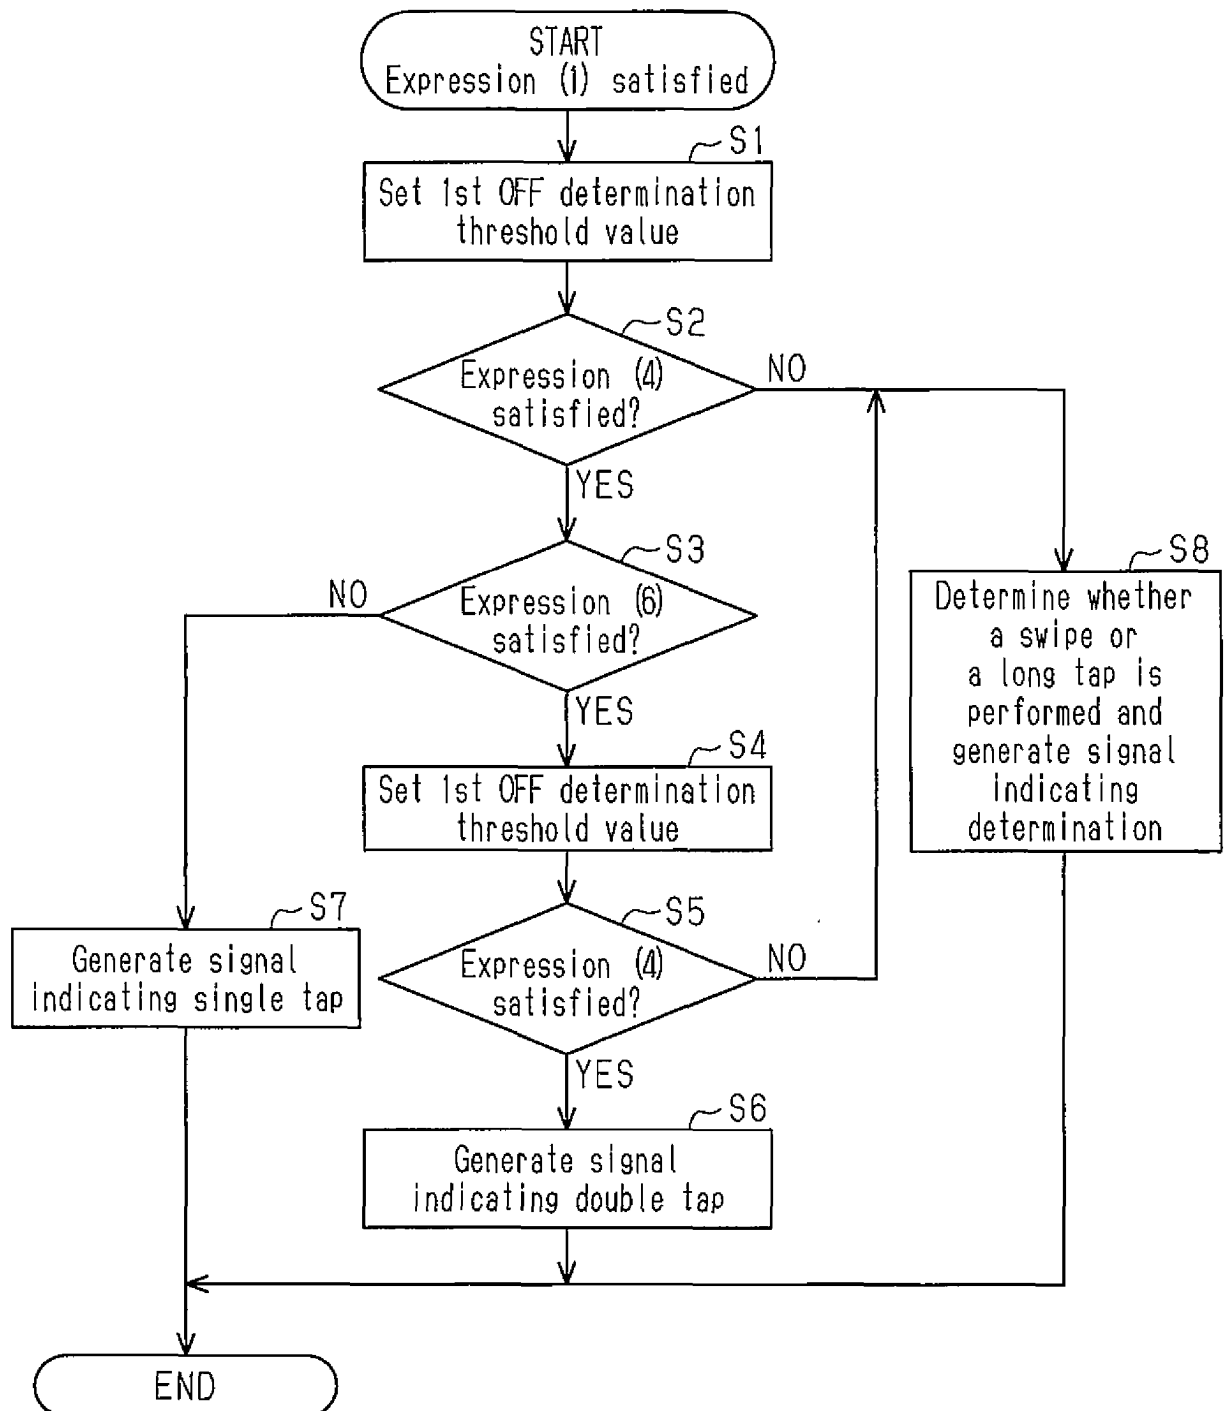 START
Expression (1) satisfied
S1
Set 1st OFF determination
threshold value
S2
Expression (4)
satisfied?
NO
YES
S3
Expression (6)
satisfied?
NO
YES
S8
Determine whether
a swipe or
a long tap is
performed and
generate signal
indicating
determination
S4
Set 1st OFF determination
threshold value
S5
Expression (4)
satisfied?
NO
YES
S7
Generate signal
indicating single tap
S6
Generate signal
indicating double tap
END